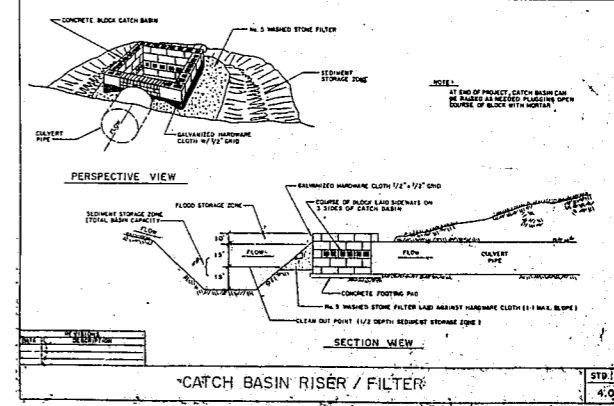 CONCRETE BLOCK CATCH BASIN
No. 5 WASHED STONE FILTER
SEDIMENT
STORAGE ZONE
NOTE:
AT END OF PROJECT, CATCH BASIN CAN
BE RAISED AS NEEDED PLUGGING OPEN
COURSE OF BLOCK WITH MORTAR
CULVERT
PIPE
FLOW
GALVANIZED HARDWARE
CLOTH W/ 1/2" GRID
PERSPECTIVE VIEW
GALVANIZED HARDWARE CLOTH 1/2" x 1/2" GRID
SEDIMENT STORAGE ZONE
(TOTAL BASIN CAPACITY
FLOOD STORAGE ZONE
COURSE OF BLOCK LAID SIDEWAYS ON
3 SIDES OF CATCH BASIN
FLOW
FLOW
FLOW
CULVERT
PIPE
CONCRETE FOOTING PAD
No. 5 WASHED STONE FILTER LAID AGAINST HARDWARE CLOTH (1:1 MAX. SLOPE)
CLEAN OUT POINT (1/2 DEPTH SEDIMENT STORAGE ZONE)
SECTION VIEW
REVISIONS
DATE
DESCRIPTION
CATCH BASIN RISER / FILTER
STD.